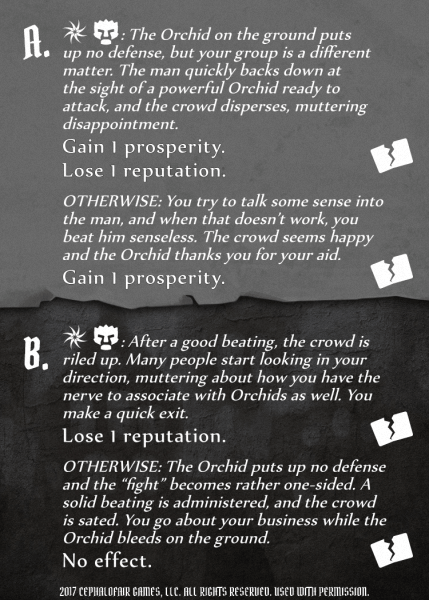 A.
: The Orchid on the ground puts
up no defense, but your group is a different
matter. The man quickly backs down at
the sight of a powerful Orchid ready to
attack, and the crowd disperses, muttering
disappointment.
Gain 1 prosperity.
Lose 1 reputation.
OTHERWISE: You try to talk some sense into
the man, and when that doesn't work, you
beat him senseless. The crowd seems happy
and the Orchid thanks you for your aid.
Gain 1 prosperity.
B.
: After a good beating, the crowd is
riled up. Many people start looking in your
direction, muttering about how you have the
nerve to associate with Orchids as well. You
make a quick exit.
Lose 1 reputation.
OTHERWISE: The Orchid puts up no defense
and the “fight” becomes rather one-sided. A
solid beating is administered, and the crowd
is sated. You go about your business while the
Orchid bleeds on the ground.
No effect.
2017 CEPHALOFAIR GAMES, LLC. ALL RIGHTS RESERVED. USED WITH PERMISSION.